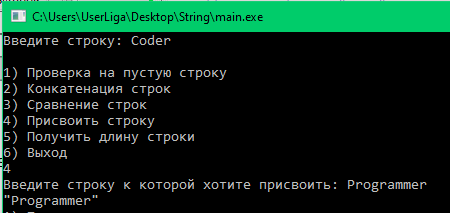 C:\Users\UserLiga\Desktop\String\main.exe
Введите строку: Coder
1) Проверка на пустую строку
2) Конкатенация строк
3) Сравнение строк
4) Присвоить строку
5) Получить длину строки
6) Выход
4
Введите строку к которой хотите присвоить: Programmer
"Programmer"